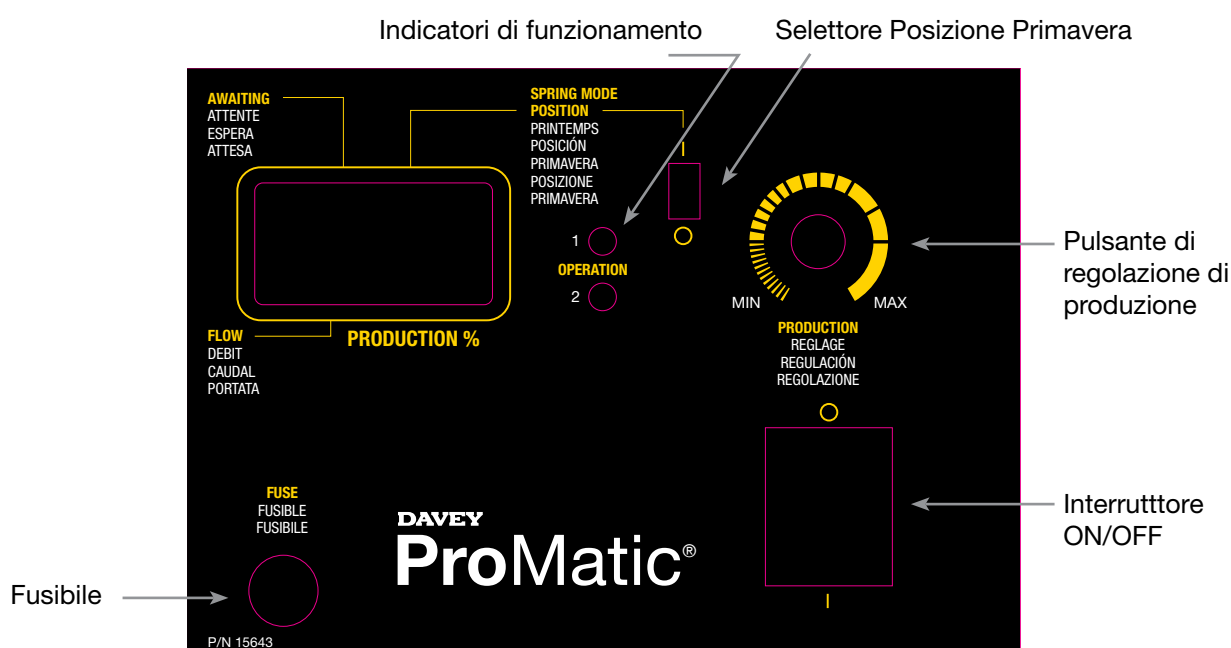 Indicatori di funzionamento
Selettore Posizione Primavera
AWAITING
ATTENTE
ESPERA
ATTESA
SPRING MODE
POSITION
PRINTEMPS
POSICIÓN
PRIMAVERA
POSIZIONE
PRIMAVERA
I
O
1
OPERATION
2
MIN
MAX
PRODUCTION
REGLAGE
REGULACIÓN
REGOLAZIONE
Pulsante di
regolazione di
produzione
FLOW
DEBIT
CAUDAL
PORTATA
PRODUCTION %
O
I
Interrutttore
ON/OFF
FUSE
FUSIBLE
FUSIBILE
Fusibile
DAVEY
ProMatic®
P/N 15643